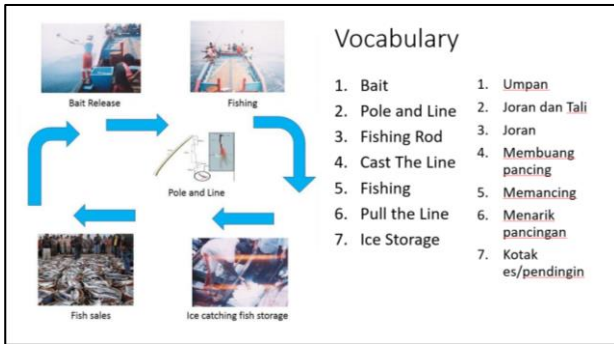 Vocabulary
Bait Release
Fishing
Pole and Line
Fish sales
Ice catching fish storage
1. Bait
2. Pole and Line
3. Fishing Rod
4. Cast The Line
5. Fishing
6. Pull the Line
7. Ice Storage
1. Umpan
2. Joran dan Tali
3. Joran
4. Membuang
pancing
5. Memancing
6. Menarik
pancingan
7. Kotak
es/pendingin